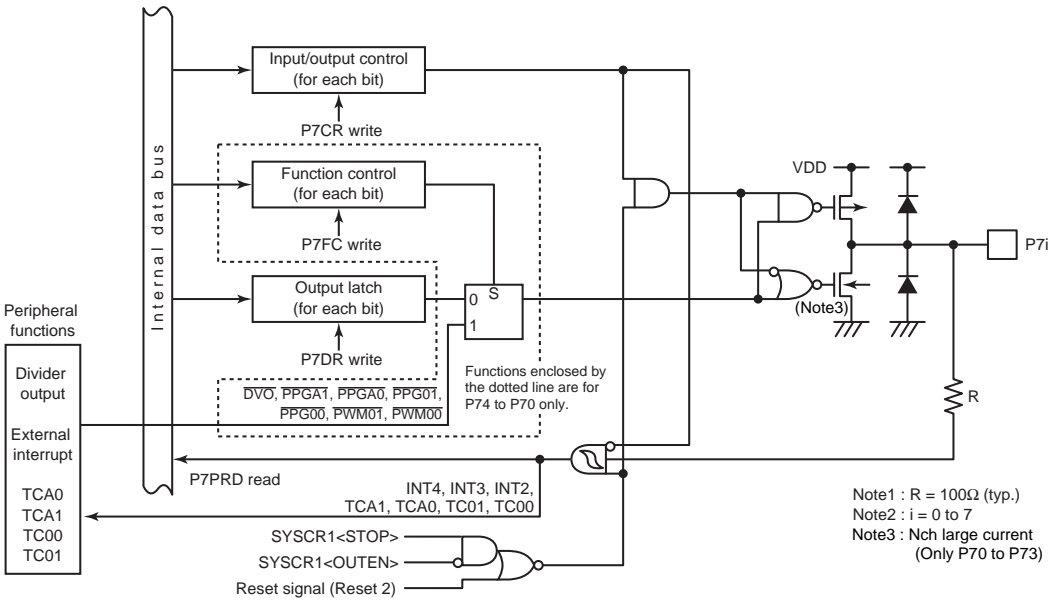 Internal data bus
Input/output control
(for each bit)
P7CR write
Function control
(for each bit)
P7FC write
Output latch
(for each bit)
P7DR write
0 S
1
VDD
P7i
(Note3)
R
Peripheral
functions
Divider
output
External
interrupt
TCA0
TCA1
TC00
TC01
DVO, PPGA1, PPGA0, PPG01,
PPG00, PWM01, PWM00
Functions enclosed by
the dotted line are for
P74 to P70 only.
P7PRD read
INT4, INT3, INT2,
TCA1, TCA0, TC01, TC00
SYSCR1<STOP>
SYSCR1<OUTEN>
Reset signal (Reset 2)
Note1 : R = 100Ω (typ.)
Note2 : i = 0 to 7
Note3 : Nch large current
(Only P70 to P73)